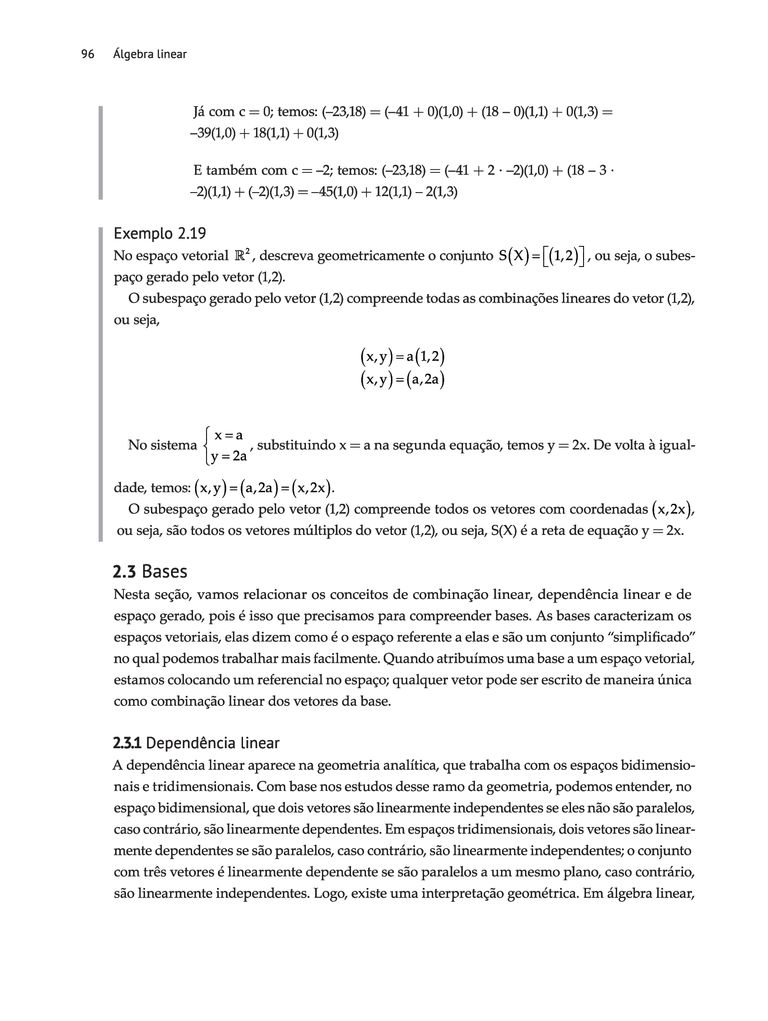 96 Álgebra linear
Já com c = 0; temos: (–23,18) = (–41 + 0)(1,0) + (18 – 0)(1,1) + 0(1,3) =
–39(1,0) + 18(1,1) + 0(1,3)
E também com c = –2; temos: (–23,18) = (–41 + 2 · –2)(1,0) + (18 – 3 ·
–2)(1,1) + (–2)(1,3) = –45(1,0) + 12(1,1) – 2(1,3)
Exemplo 2.19
No espaço vetorial ℝ², descreva geometricamente o conjunto S(X) = [(1,2)], ou seja, o subes-
paço gerado pelo vetor (1,2).
O subespaço gerado pelo vetor (1,2) compreende todas as combinações lineares do vetor (1,2),
ou seja,
(x,y) = a(1,2)
(x,y) = (a,2a)
No sistema { x = a
y = 2a , substituindo x = a na segunda equação, temos y = 2x. De volta à igual-
dade, temos: (x,y) = (a,2a) = (x,2x).
O subespaço gerado pelo vetor (1,2) compreende todos os vetores com coordenadas (x,2x),
ou seja, são todos os vetores múltiplos do vetor (1,2), ou seja, S(X) é a reta de equação y = 2x.
2.3 Bases
Nesta seção, vamos relacionar os conceitos de combinação linear, dependência linear e de
espaço gerado, pois é isso que precisamos para compreender bases. As bases caracterizam os
espaços vetoriais, elas dizem como é o espaço referente a elas e são um conjunto “simplificado”
no qual podemos trabalhar mais facilmente. Quando atribuímos uma base a um espaço vetorial,
estamos colocando um referencial no espaço; qualquer vetor pode ser escrito de maneira única
como combinação linear dos vetores da base.
2.3.1 Dependência linear
A dependência linear aparece na geometria analítica, que trabalha com os espaços bidimensio-
nais e tridimensionais. Com base nos estudos desse ramo da geometria, podemos entender, no
espaço bidimensional, que dois vetores são linearmente independentes se eles não são paralelos,
caso contrário, são linearmente dependentes. Em espaços tridimensionais, dois vetores são linear-
mente dependentes se são paralelos, caso contrário, são linearmente independentes; o conjunto
com três vetores é linearmente dependente se são paralelos a um mesmo plano, caso contrário,
são linearmente independentes. Logo, existe uma interpretação geométrica. Em álgebra linear,